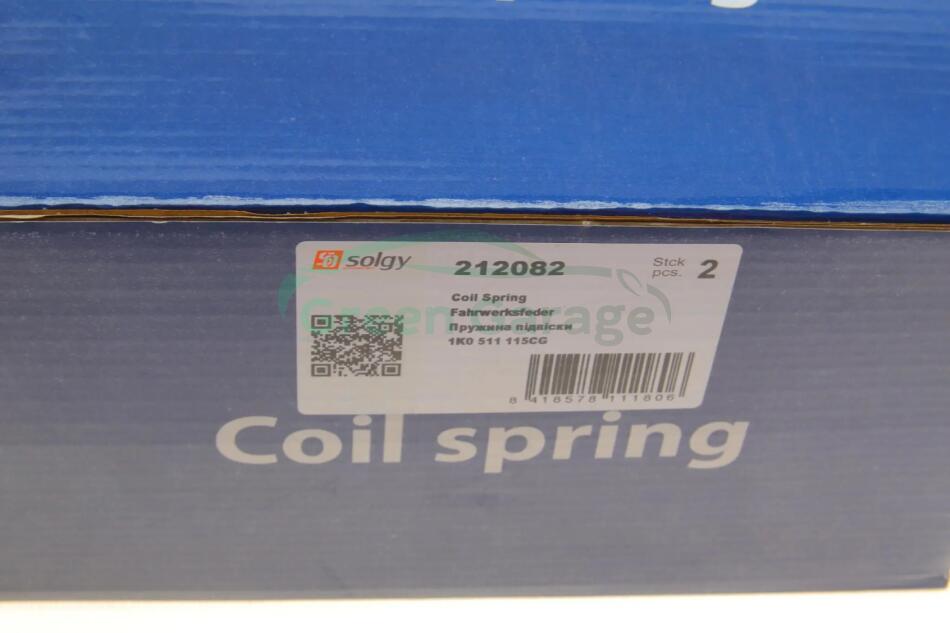 solgy
212082
Stck
pcs. 2
Coil Spring
Fahrwerksfeder
Пружина підвіски
1K0 511 115CG
Green Garage
8 418578 111806
Coil spring